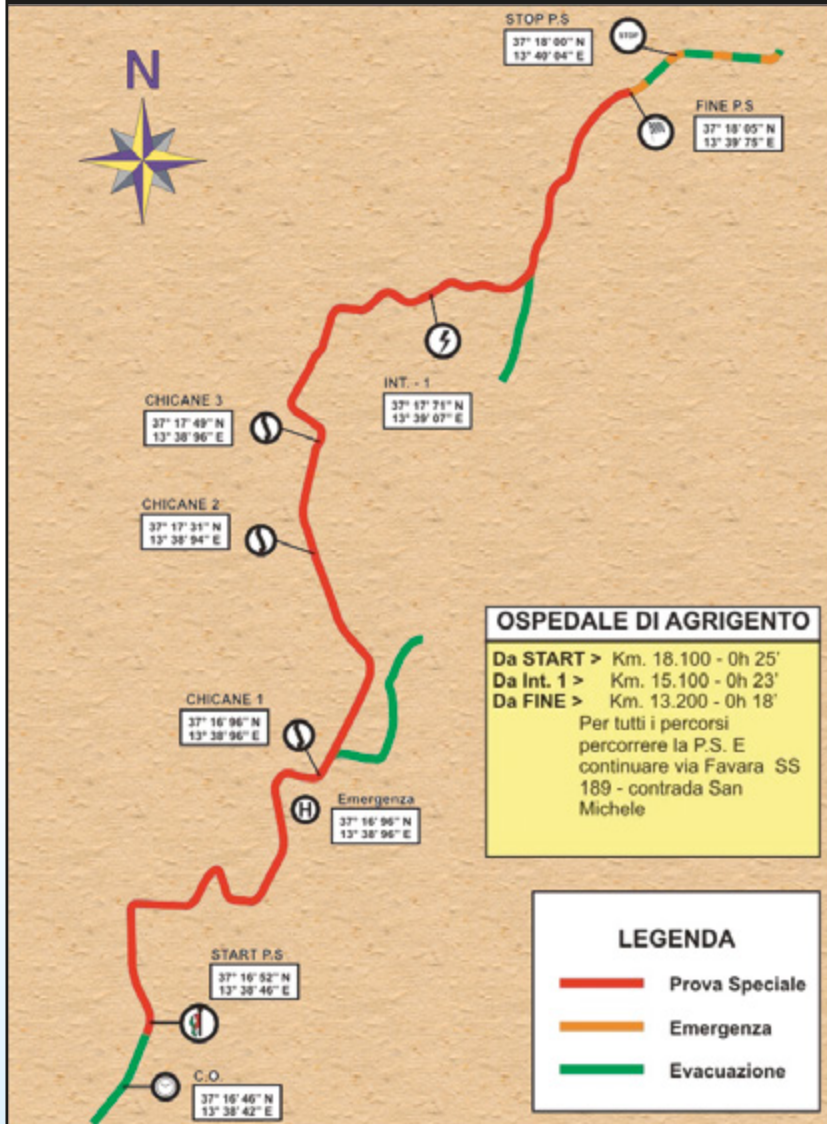 STOP P.S
37° 18' 00" N
13° 40' 04" E
STOP
N
FINE P.S
37° 18' 05" N
13° 39' 75" E
INT. - 1
37° 17' 71" N
13° 39' 07" E
CHICANE 3
37° 17' 49" N
13° 38' 96" E
CHICANE 2
37° 17' 31" N
13° 38' 94" E
CHICANE 1
37° 16' 96" N
13° 38' 96" E
H
Emergenza
37° 16' 96" N
13° 38' 96" E
OSPEDALE DI AGRIGENTO
Da START > Km. 18.100 - 0h 25'
Da Int. 1 > Km. 15.100 - 0h 23'
Da FINE > Km. 13.200 - 0h 18'
Per tutti i percorsi
percorrere la P.S. E
continuare via Favara SS
189 - contrada San
Michele
START P.S
37° 16' 52" N
13° 38' 46" E
C.O.
37° 16' 46" N
13° 38' 42" E
LEGENDA
Prova Speciale
Emergenza
Evacuazione